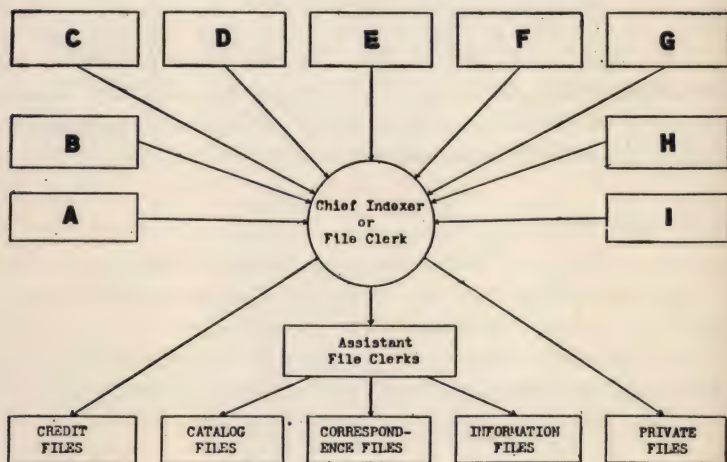 C
D
E
F
G
B
H
A
I
Chief Indexer
or
File Clerk
Assistant
File Clerks
CREDIT
FILES
CATALOG
FILES
CORRESPOND-
ENCE FILES
INFORMATION
FILES
PRIVATE
FILES